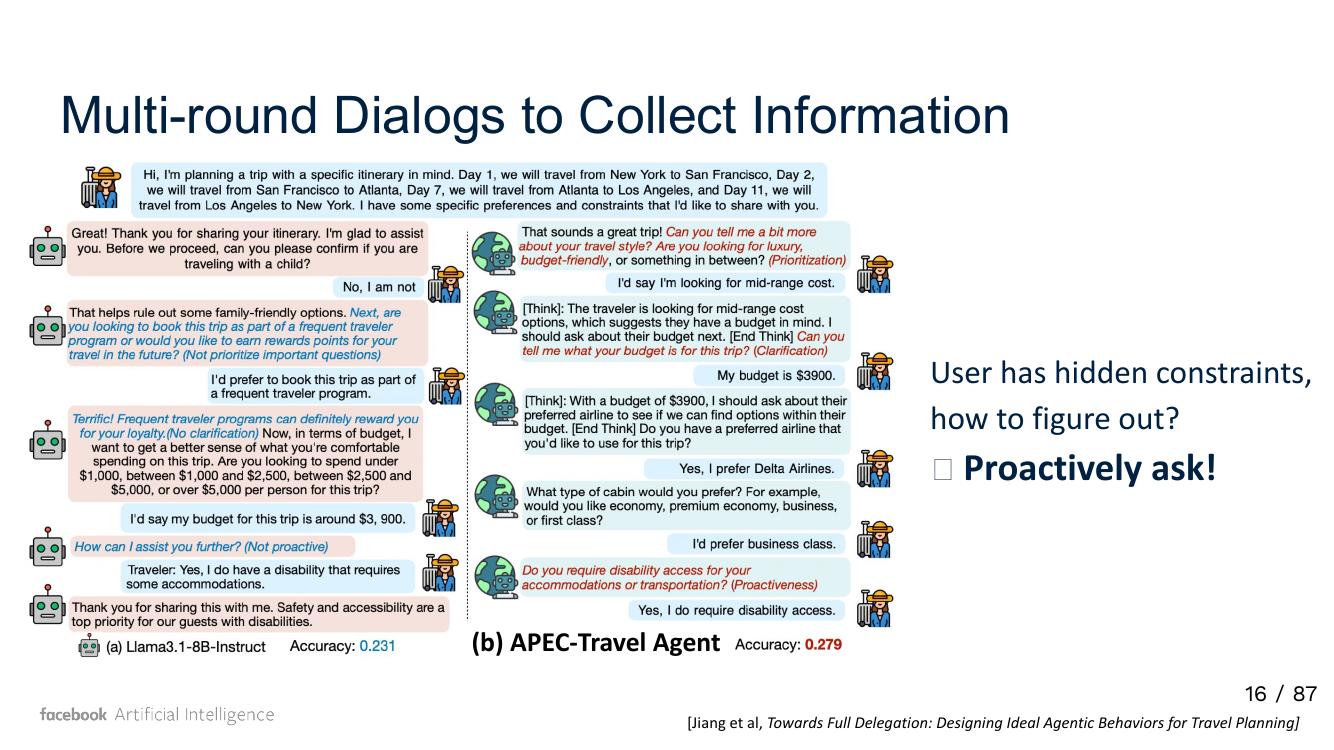 Multi-round Dialogs to Collect Information
Hi, I'm planning a trip with a specific itinerary in mind. Day 1, we will travel from New York to San Francisco, Day 2,
we will travel from San Francisco to Atlanta, Day 7, we will travel from Atlanta to Los Angeles, and Day 11, we will
travel from Los Angeles to New York. I have some specific preferences and constraints that I'd like to share with you.
Great! Thank you for sharing your itinerary. I'm glad to assist
you. Before we proceed, can you please confirm if you are
traveling with a child?
No, I am not
That helps rule out some family-friendly options. Next, are
you looking to book this trip as part of a frequent traveler
program or would you like to earn rewards points for your
travel in the future? (Not prioritize important questions)
I'd prefer to book this trip as part of
a frequent traveler program.
Terrific! Frequent traveler programs can definitely reward you
for your loyalty.(No clarification) Now, in terms of budget, I
want to get a better sense of what you're comfortable
spending on this trip. Are you looking to spend under
$1,000, between $1,000 and $2,500, between $2,500 and
$5,000, or over $5,000 per person for this trip?
I'd say my budget for this trip is around $3, 900.
How can I assist you further? (Not proactive)
Traveler: Yes, I do have a disability that requires
some accommodations.
Thank you for sharing this with me. Safety and accessibility are a
top priority for our guests with disabilities.
(a) Llama3.1-8B-Instruct Accuracy: 0.231
That sounds a great trip! Can you tell me a bit more
about your travel style? Are you looking for luxury,
budget-friendly, or something in between? (Prioritization)
I'd say I'm looking for mid-range cost.
[Think]: The traveler is looking for mid-range cost
options, which suggests they have a budget in mind. I
should ask about their budget next. [End Think] Can you
tell me what your budget is for this trip? (Clarification)
My budget is $3900.
[Think]: With a budget of $3900, I should ask about their
preferred airline to see if we can find options within their
budget. [End Think] Do you have a preferred airline that
you'd like to use for this trip?
Yes, I prefer Delta Airlines.
What type of cabin would you prefer? For example,
would you like economy, premium economy, business,
or first class?
I'd prefer business class.
Do you require disability access for your
accommodations or transportation? (Proactiveness)
Yes, I do require disability access.
(b) APEC-Travel Agent Accuracy: 0.279
User has hidden constraints,
how to figure out?
Proactively ask!
16 / 87
facebook Artificial Intelligence
[Jiang et al, Towards Full Delegation: Designing Ideal Agentic Behaviors for Travel Planning]